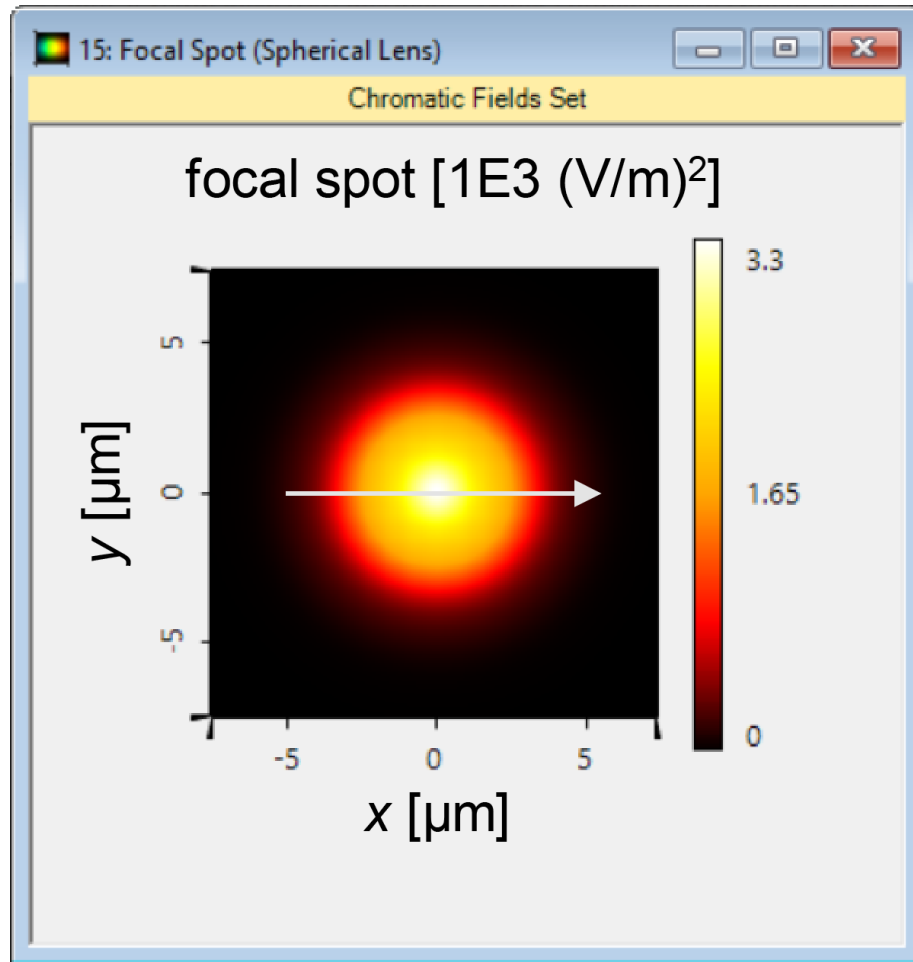 15: Focal Spot (Spherical Lens)
Chromatic Fields Set
focal spot [1E3 (V/m)²]
3.3
1.65
0
y [μm]
5
0
-5
-5 0 5
x [μm]